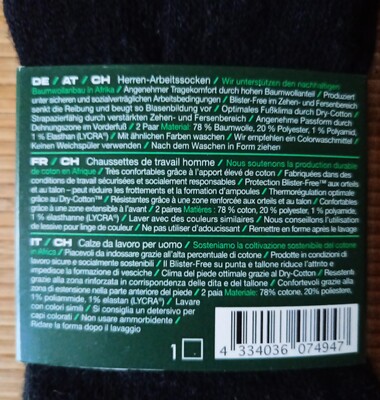 DE / AT / CH Herren-Arbeitssocken / Wir unterstützen den nachhaltigen
Baumwollanbau in Afrika / Angenehmer Tragekomfort durch hohen Baumwollanteil / Produziert
unter sicheren und sozialverträglichen Arbeitsbedingungen / Blister-Free im Zehen- und Fersenbereich
senkt die Reibung und beugt so Blasenbildung vor / Optimales Fußklima durch Dry-Cotton /
Strapazierfähig durch verstärkten Zehen- und Fersenbereich / Angenehme Passform durch
Dehnungszone im Vorderfuß / 2 Paar Material: 78 % Baumwolle, 20 % Polyester, 1 % Polyamid,
1 % Elasthan (LYCRA®) / Mit ähnlichen Farben waschen / Wir empfehlen ein Colorwaschmittel /
Keinen Weichspüler verwenden / Nach dem Waschen in Form ziehen
FR / CH Chaussettes de travail homme / Nous soutenons la production durable
de coton en Afrique / Très confortables grâce à l'apport élevé de coton / Fabriquées dans des
conditions de travail sécurisées et socialement responsables / Protection Blister-Free™ aux orteils
et au talon – peut réduire les frottements et la formation d'ampoules / Thermorégulation optimale
grâce au Dry-Cotton™ / Résistantes grâce à une zone renforcée aux orteils et au talon / Confortables
grâce à une zone extensible à l'avant / 2 paires Matières : 78 % coton, 20 % polyester, 1 % polyamide,
1 % élasthanne (LYCRA®) / Laver avec des couleurs similaires / Nous conseillons l'utilisation
de lessive pour linge de couleur / Ne pas utiliser d'adoucissant / Remettre en forme après le lavage
IT / CH Calze da lavoro per uomo / Sosteniamo la coltivazione sostenibile del cotone
in Africa / Piacevoli da indossare grazie all'alta percentuale di cotone / Prodotte in condizioni di
lavoro sicure e socialmente sostenibili / Il Blister-Free su punta e tallone riduce l'attrito e
impedisce la formazione di vesciche / Clima del piede ottimale grazie al Dry-Cotton / Resistenti
grazie alla zona rinforzata in corrispondenza delle dita e del tallone / Confortevoli grazie alla
zona di estensione nella parte anteriore del piede / 2 paia Materiale: 78% cotone, 20% poliestere,
1% poliammide, 1% elastan (LYCRA®) / Lavare
con colori simili / Si consiglia un detersivo per
capi colorati / Non usare ammorbidente /
Ridare la forma dopo il lavaggio
1
4 334036 074947